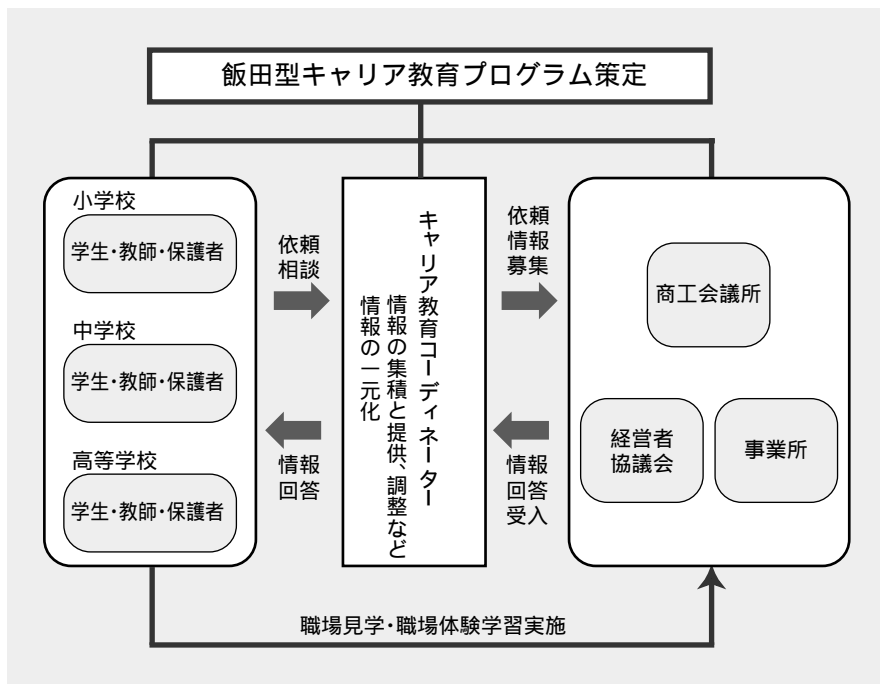 飯田型キャリア教育プログラム策定
小学校
学生・教師・保護者
中学校
学生・教師・保護者
高等学校
学生・教師・保護者
依頼
相談
情報
回答
キャリア教育コーディネーター
情報の集積と提供、調整など
情報の一元化
依頼
情報
募集
情報
回答
受入
商工会議所
経営者
協議会
事業所
職場見学・職場体験学習実施